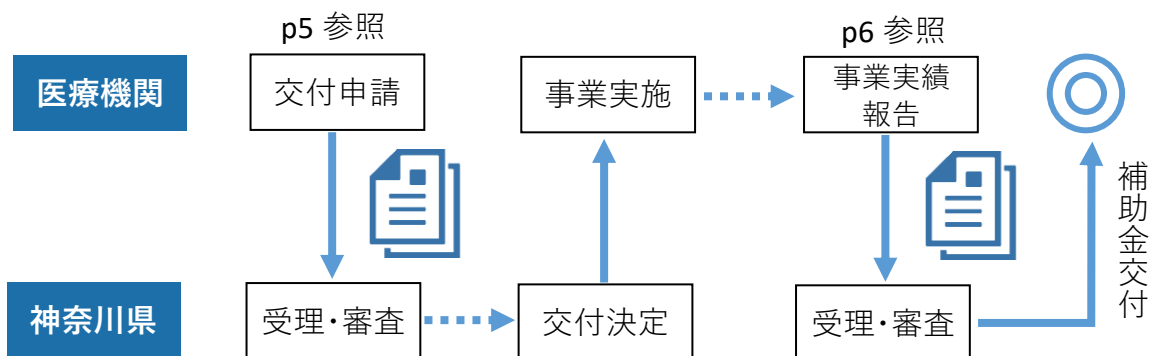 p5 参照
p6 参照
医療機関
交付申請
事業実施
事業実績
報告
補助金交付
神奈川県
受理・審査
交付決定
受理・審査